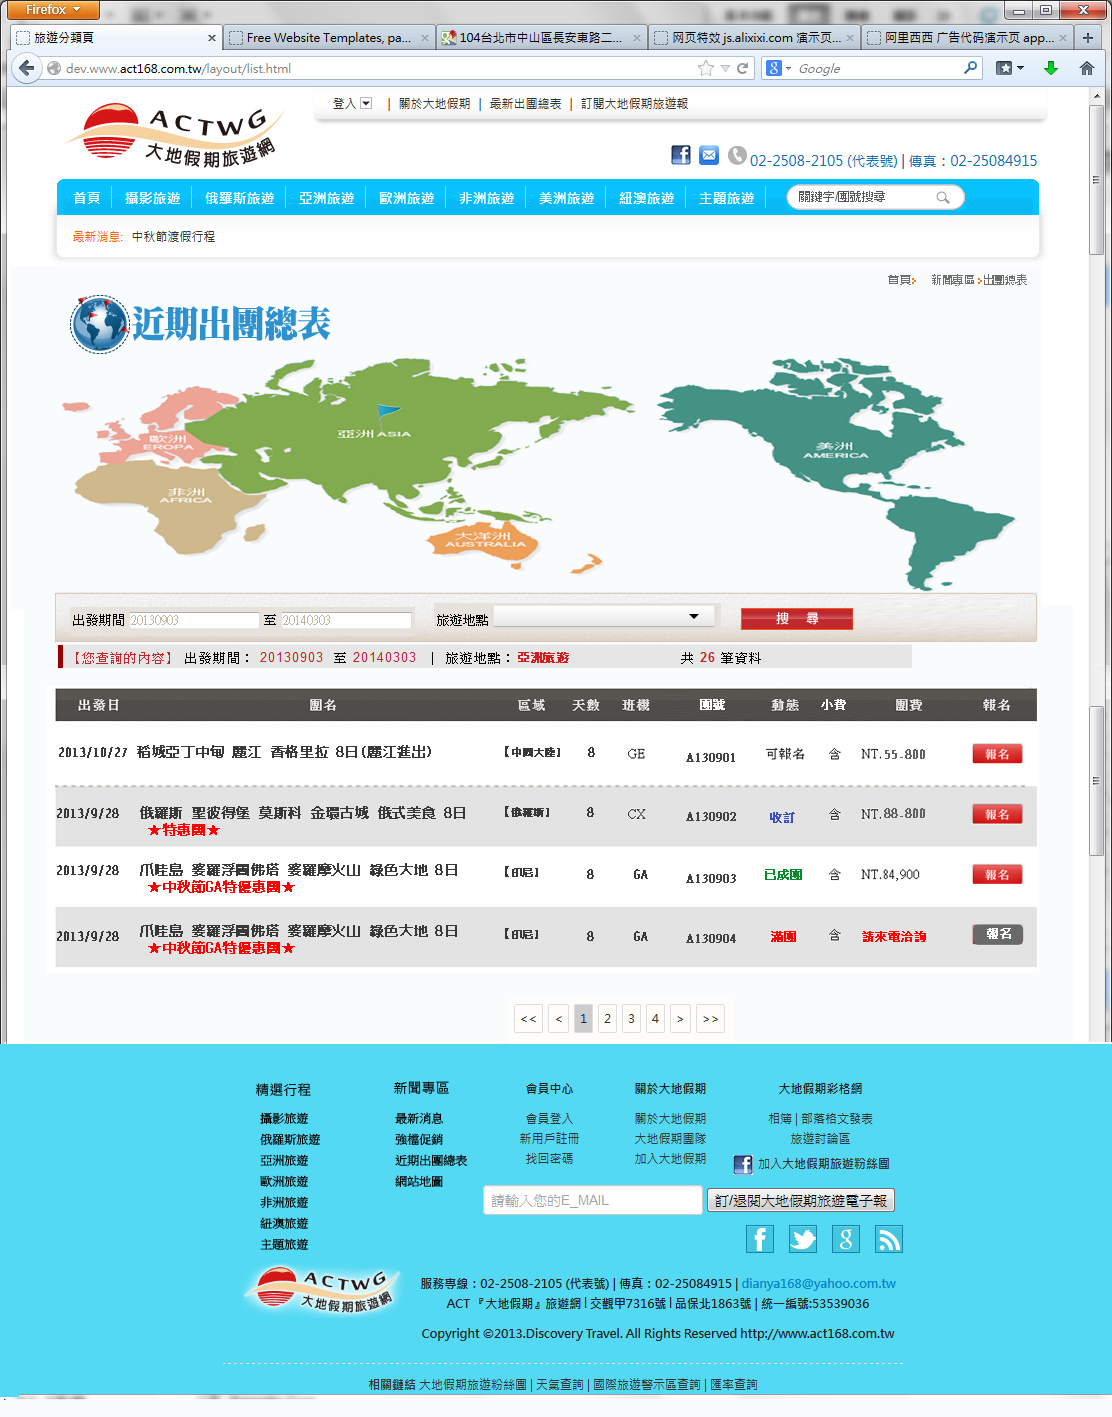 Firefox
旅遊分類頁
Free Website Templates, pa...
104台北市中山區長安東路二...
网页特效 js.alixixi.com 演示页...
阿里西西 广告代码演示页 app...
dev.www.act168.com.tw/layout/list.html
Google
ACTWG
大地假期旅遊網
登入 | 關於大地假期 | 最新出團總表 | 訂閱大地假期旅遊報
02-2508-2105 (代表號) | 傳真：02-25084915
首頁 攝影旅遊 俄羅斯旅遊 亞洲旅遊 歐洲旅遊 非洲旅遊 美洲旅遊 紐澳旅遊 主題旅遊 關鍵字/團號搜尋
最新消息: 中秋節渡假行程
首頁 新聞專區 出團總表
近期出團總表
亞洲 ASIA
歐洲
EROPA
美洲
AMERICA
非洲
AFRICA
大洋洲
AUSTRALIA
出發期間 20130903 至 20140303 旅遊地點 搜 尋
【您查詢的內容】 出發期間： 20130903 至 20140303 | 旅遊地點：亞洲旅遊 共 26 筆資料
出發日 團名 區域 天數 班機 團號 動態 小費 團費 報名
2013/10/27 稻城亞丁中甸 麗江 香格里拉 8日(麗江進出) 【中國大陸】 8 GE A130901 可報名 含 NT.55-800 報名
2013/9/28 俄羅斯 聖彼得堡 莫斯科 金環古城 俄式美食 8日 【俄羅斯】 8 CX A130902 收訂 含 NT.88-800 報名
★特惠團★
2013/9/28 爪哇島 婆羅浮圖佛塔 婆羅摩火山 綠色大地 8日 【印尼】 8 GA A130903 已成團 含 NT.84,900 報名
★中秋節GA特優惠團★
2013/9/28 爪哇島 婆羅浮圖佛塔 婆羅摩火山 綠色大地 8日 【印尼】 8 GA A130904 滿團 含 請來電洽詢 報名
★中秋節GA特優惠團★
<< < 1 2 3 4 > >>
精選行程 新聞專區 會員中心 關於大地假期 大地假期彩格網
攝影旅遊 最新消息 會員登入 關於大地假期 相簿 | 部落格文發表
俄羅斯旅遊 強檔促銷 新用戶註冊 大地假期團隊 旅遊討論區
亞洲旅遊 近期出團總表 找回密碼 加入大地假期 加入大地假期旅遊粉絲團
歐洲旅遊 網站地圖
請輸入您的E_MAIL 訂/退閱大地假期旅遊電子報
非洲旅遊
紐澳旅遊
主題旅遊
ACTWG
大地假期旅遊網
服務專線：02-2508-2105 (代表號) | 傳真：02-25084915 | dianya168@yahoo.com.tw
ACT 『大地假期』旅遊網 | 交觀甲7316號 | 品保北1863號 | 統一編號:53539036
Copyright ©2013.Discovery Travel. All Rights Reserved http://www.act168.com.tw
相關鏈結 大地假期旅遊粉絲團 | 天氣查詢 | 國際旅遊警示區查詢 | 匯率查詢